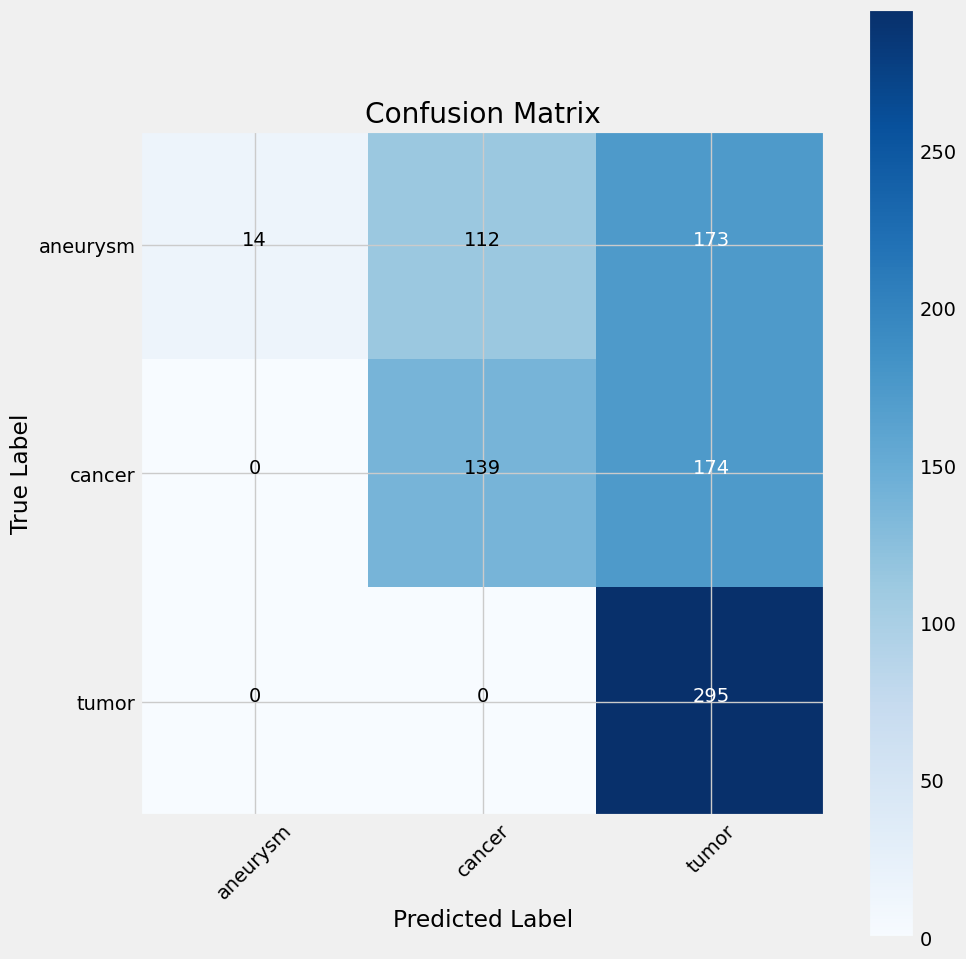 Confusion Matrix
aneurysm 14 112 173
cancer 0 139 174
tumor 0 0 295
aneurysm cancer tumor
Predicted Label
True Label
250
200
150
100
50
0